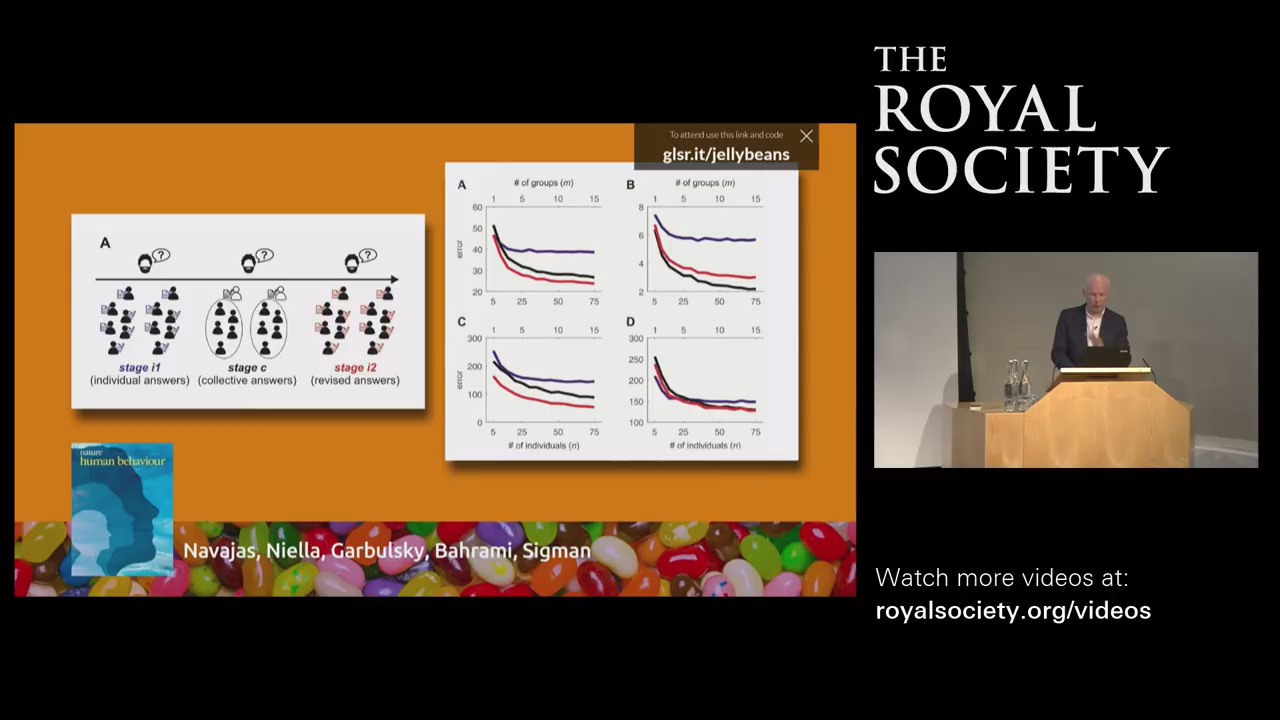 To attend use this link and code
glsr.it/jellybeans
A
? ? ?
stage i1 stage c stage i2
(individual answers) (collective answers) (revised answers)
A # of groups (m) B # of groups (m)
1 5 10 15 1 5 10 15
60 8
50
6
error 40
4
30
20 2
5 25 50 75 5 25 50 75
C D
1 5 10 15 1 5 10 15
300 300
250
200
200
error 100
150
0 100
5 25 50 75 5 25 50 75
# of individuals (n) # of individuals (n)
nature
human behaviour
Navajas, Niella, Garbulsky, Bahrami, Sigman
THE
ROYAL
SOCIETY
Watch more videos at:
royalsociety.org/videos